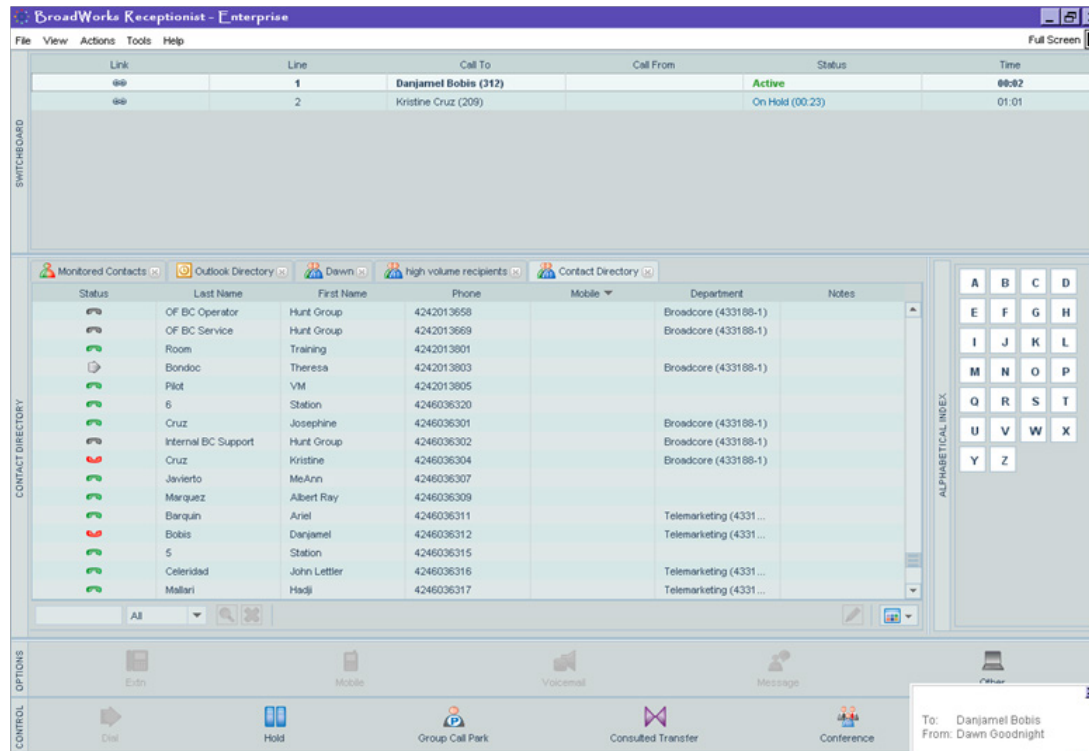 BroadWorks Receptionist - Enterprise
File View Actions Tools Help Full Screen
Link Line Call To Call From Status Time
1 Danjamel Bobis (312) Active 00:02
2 Kristine Cruz (209) On Hold (00:23) 01:01
SWITCHBOARD
Monitored Contacts Outlook Directory Dawn high volume recipients Contact Directory
Status Last Name First Name Phone Mobile Department Notes
OF BC Operator Hunt Group 4242013658 Broadcore (433188-1)
OF BC Service Hunt Group 4242013669 Broadcore (433188-1)
Room Training 4242013801
Bondoc Theresa 4242013803 Broadcore (433188-1)
Pilot VM 4242013805
6 Station 4246036320
Cruz Josephine 4246036301 Broadcore (433188-1)
Internal BC Support Hunt Group 4246036302 Broadcore (433188-1)
Cruz Kristine 4246036304 Broadcore (433188-1)
Javierto MeAnn 4246036307
Marquez Albert Ray 4246036309
Barquin Ariel 4246036311 Telemarketing (4331...
Bobis Danjamel 4246036312 Telemarketing (4331...
5 Station 4246036315
Celeridad John Lettler 4246036316 Telemarketing (4331...
Mallari Hadji 4246036317 Telemarketing (4331...
All
CONTACT DIRECTORY
ALPHABETICAL INDEX
A B C D
E F G H
I J K L
M N O P
Q R S T
U V W X
Y Z
OPTIONS
Extn Mobile Voicemail Message Other
CONTROL
Dial Hold Group Call Park Consulted Transfer Conference
To: Danjamel Bobis
From: Dawn Goodnight